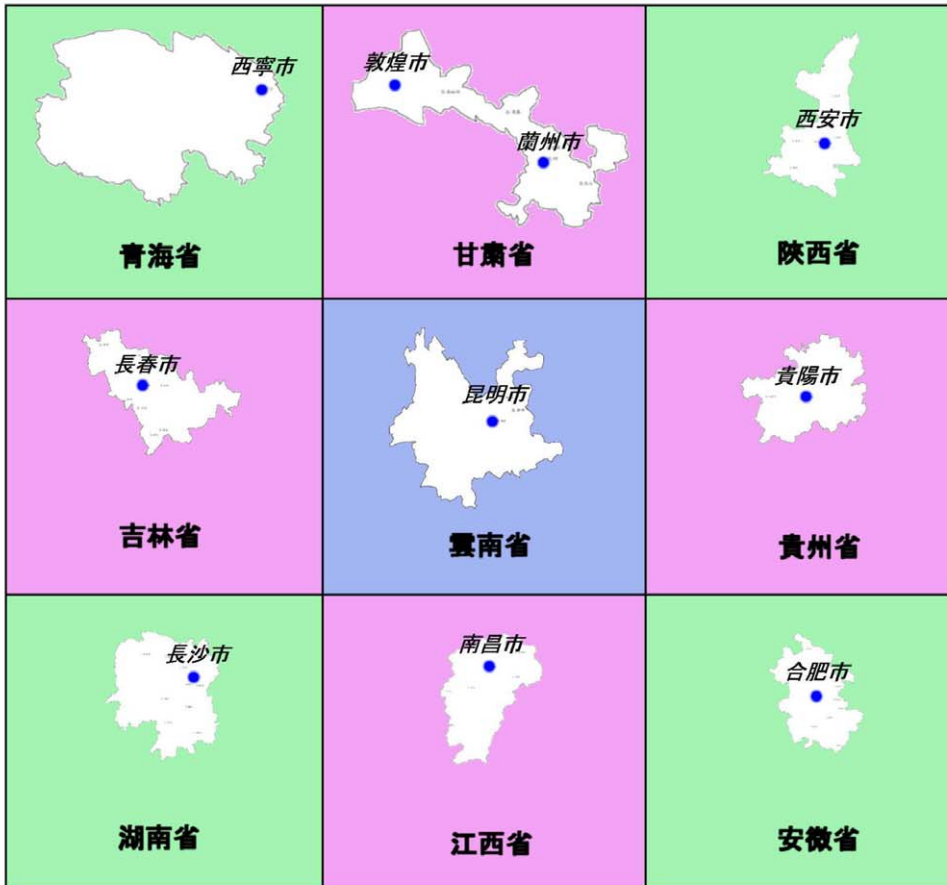 西寧市
青海省
敦煌市
蘭州市
甘粛省
西安市
陝西省
長春市
吉林省
昆明市
雲南省
貴陽市
貴州省
長沙市
湖南省
南昌市
江西省
合肥市
安徽省